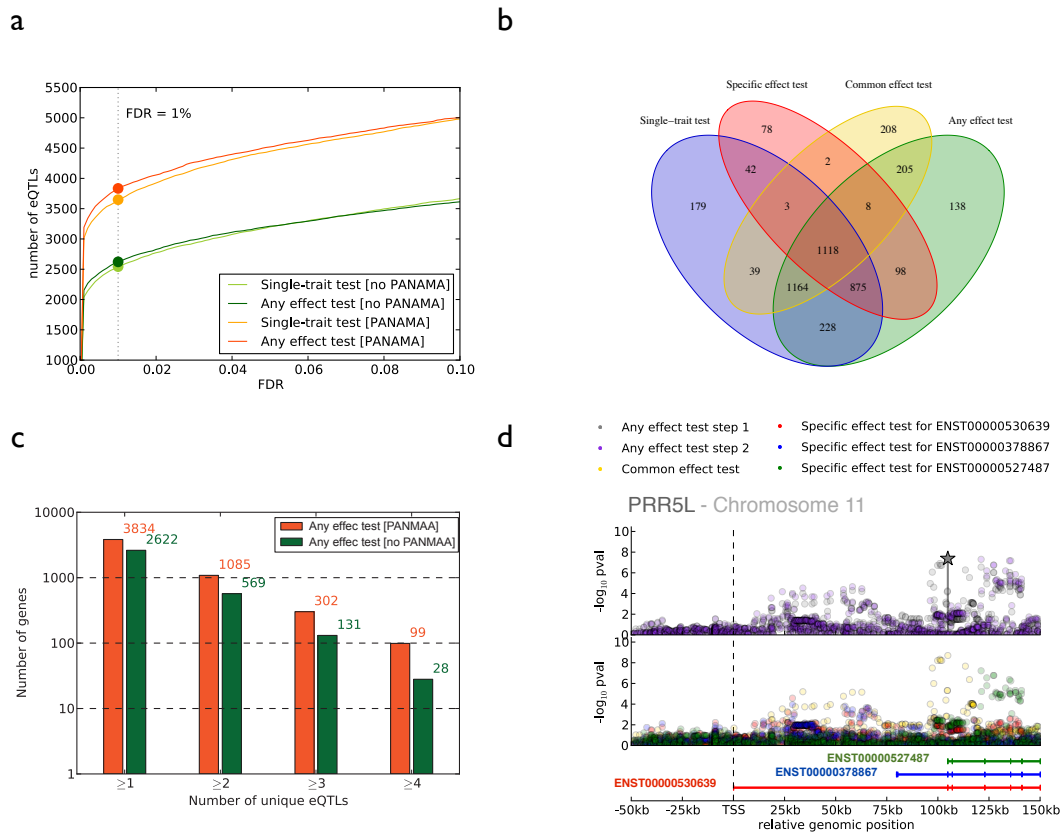 a
5500
5000
4500
4000
3500
3000
2500
2000
1500
1000
number of eQTLs
FDR = 1%
Single-trait test [no PANAMA]
Any effect test [no PANAMA]
Single-trait test [PANAMA]
Any effect test [PANAMA]
0.00 0.02 0.04 0.06 0.08 0.10
FDR
b
Specific effect test
Common effect test
Single−trait test
Any effect test
78
208
42
2
205
179
3
8
138
1118
39
98
1164
875
228
c
10000
1000
100
10
1
Number of genes
Any effec test [PANMAA]
Any effec test [no PANMAA]
3834
2622
1085
569
302
131
99
28
≥1 ≥2 ≥3 ≥4
Number of unique eQTLs
d
Any effect test step 1
Any effect test step 2
Common effect test
Specific effect test for ENST00000530639
Specific effect test for ENST00000378867
Specific effect test for ENST00000527487
PRR5L - Chromosome 11
10
8
6
4
2
0
-log10 pval
10
8
6
4
2
0
-log10 pval
ENST00000527487
ENST00000378867
ENST00000530639
-50kb -25kb TSS 25kb 50kb 75kb 100kb 125kb 150kb
relative genomic position